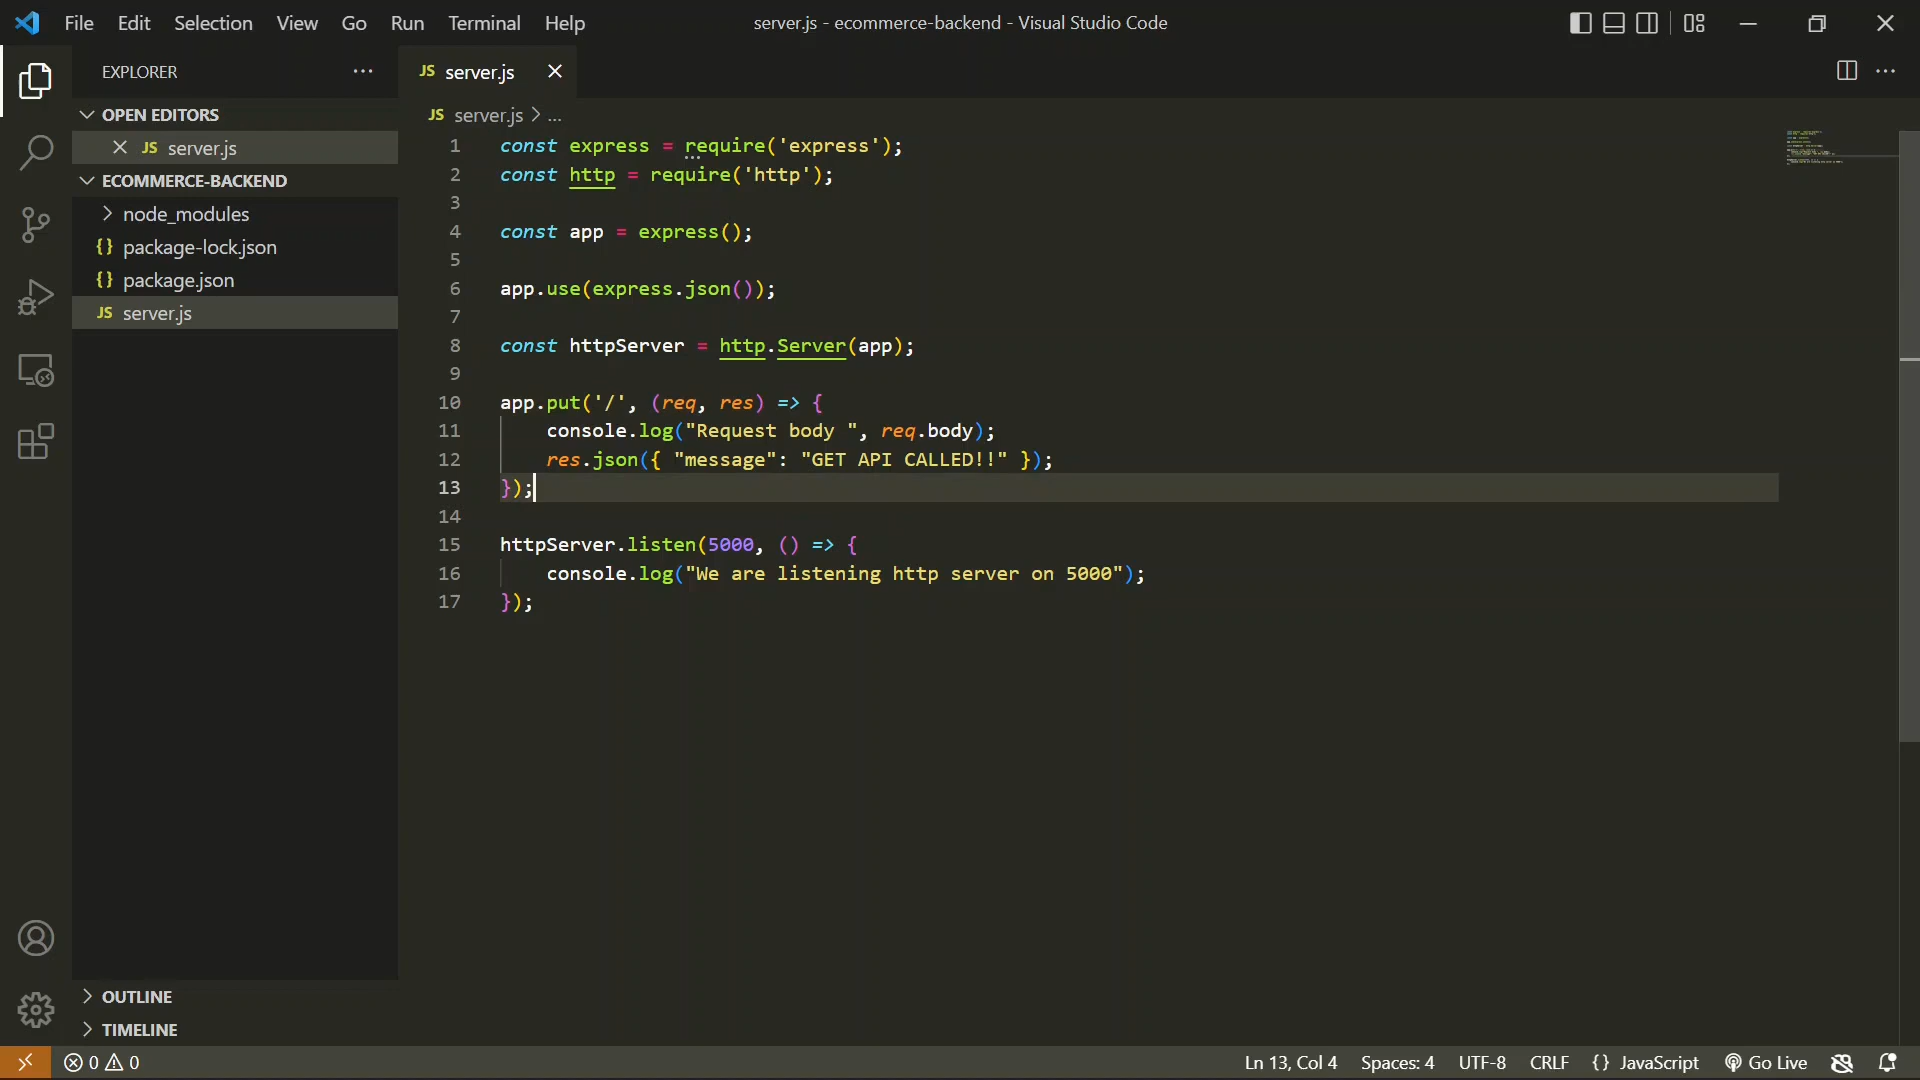 File Edit Selection View Go Run Terminal Help
server.js - ecommerce-backend - Visual Studio Code
EXPLORER
OPEN EDITORS
JS server.js
ECOMMERCE-BACKEND
node_modules
{} package-lock.json
{} package.json
JS server.js
OUTLINE
TIMELINE
JS server.js
JS server.js > ...
1 const express = require('express');
2 const http = require('http');
3
4 const app = express();
5
6 app.use(express.json());
7
8 const httpServer = http.Server(app);
9
10 app.put('/', (req, res) => {
11 console.log("Request body ", req.body);
12 res.json({ "message": "GET API CALLED!!" });
13 });
14
15 httpServer.listen(5000, () => {
16 console.log("We are listening http server on 5000");
17 });
0 0 Ln 13, Col 4 Spaces: 4 UTF-8 CRLF {} JavaScript Go Live